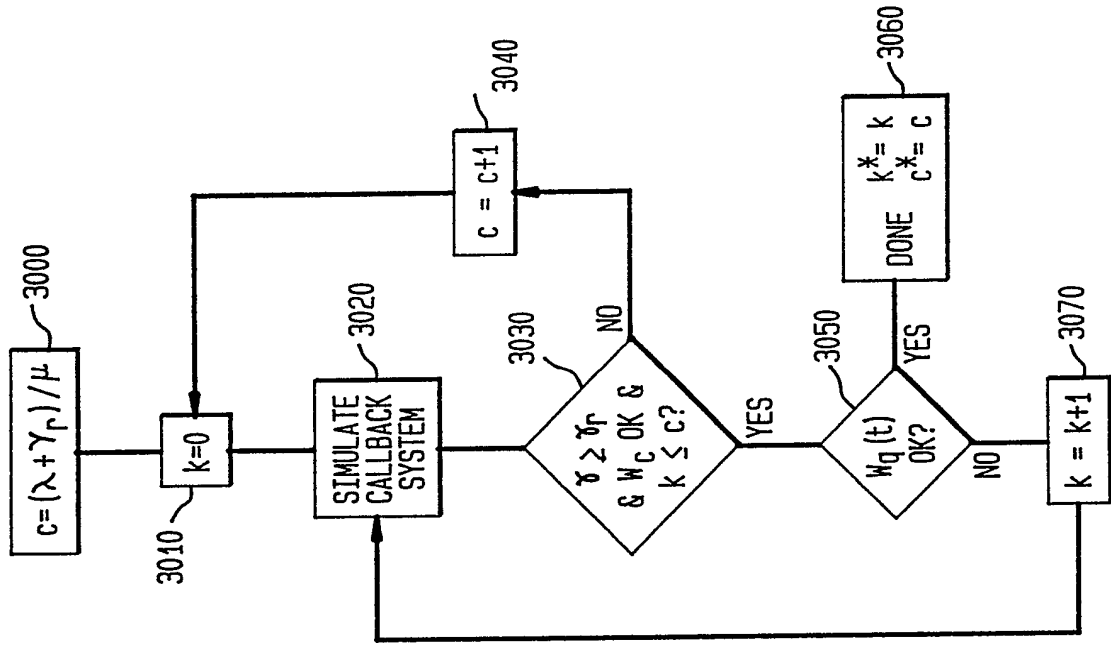 c=(λ+γr)/μ
3000
k=0
3010
SIMULATE
CALLBACK
SYSTEM
3020
γ ≥ γr
& Wc OK &
k ≤ c?
3030
NO
c = c+1
3040
YES
Wq(t)
OK?
3050
YES
DONE k*= k
c*= c
3060
NO
k = k+1
3070